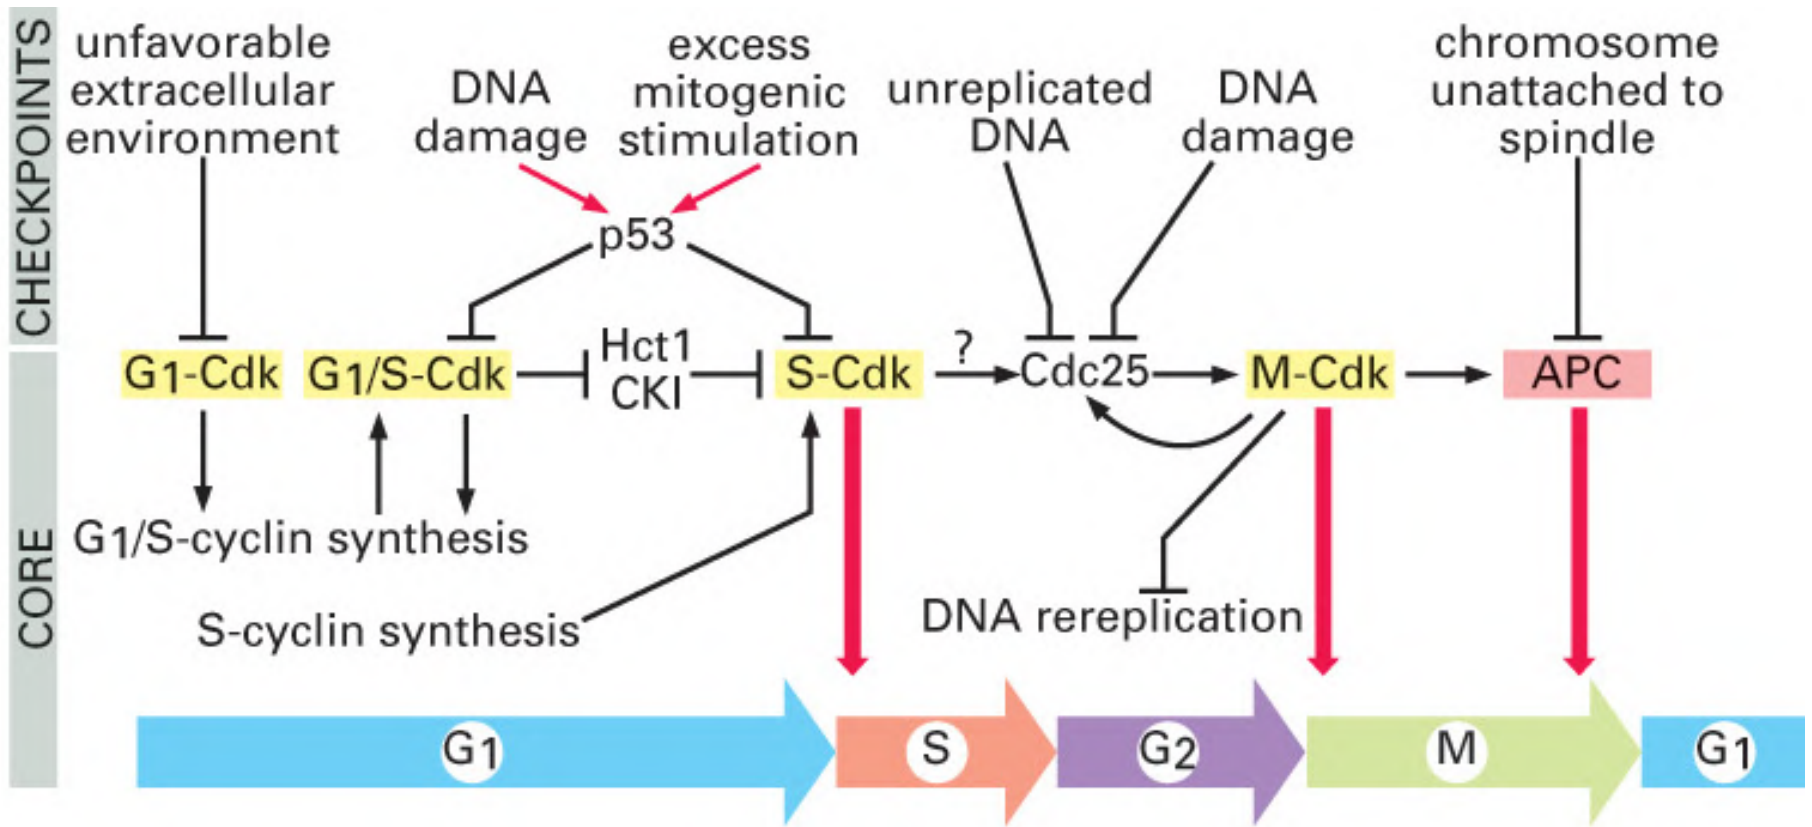 CHECKPOINTS
unfavorable
extracellular
environment
DNA
damage
excess
mitogenic
stimulation
unreplicated
DNA
DNA
damage
chromosome
unattached to
spindle
p53
CORE
G1-Cdk
G1/S-Cdk
Hct1
CKI
S-Cdk
?
Cdc25
M-Cdk
APC
G1/S-cyclin synthesis
S-cyclin synthesis
DNA rereplication
G1
S
G2
M
G1